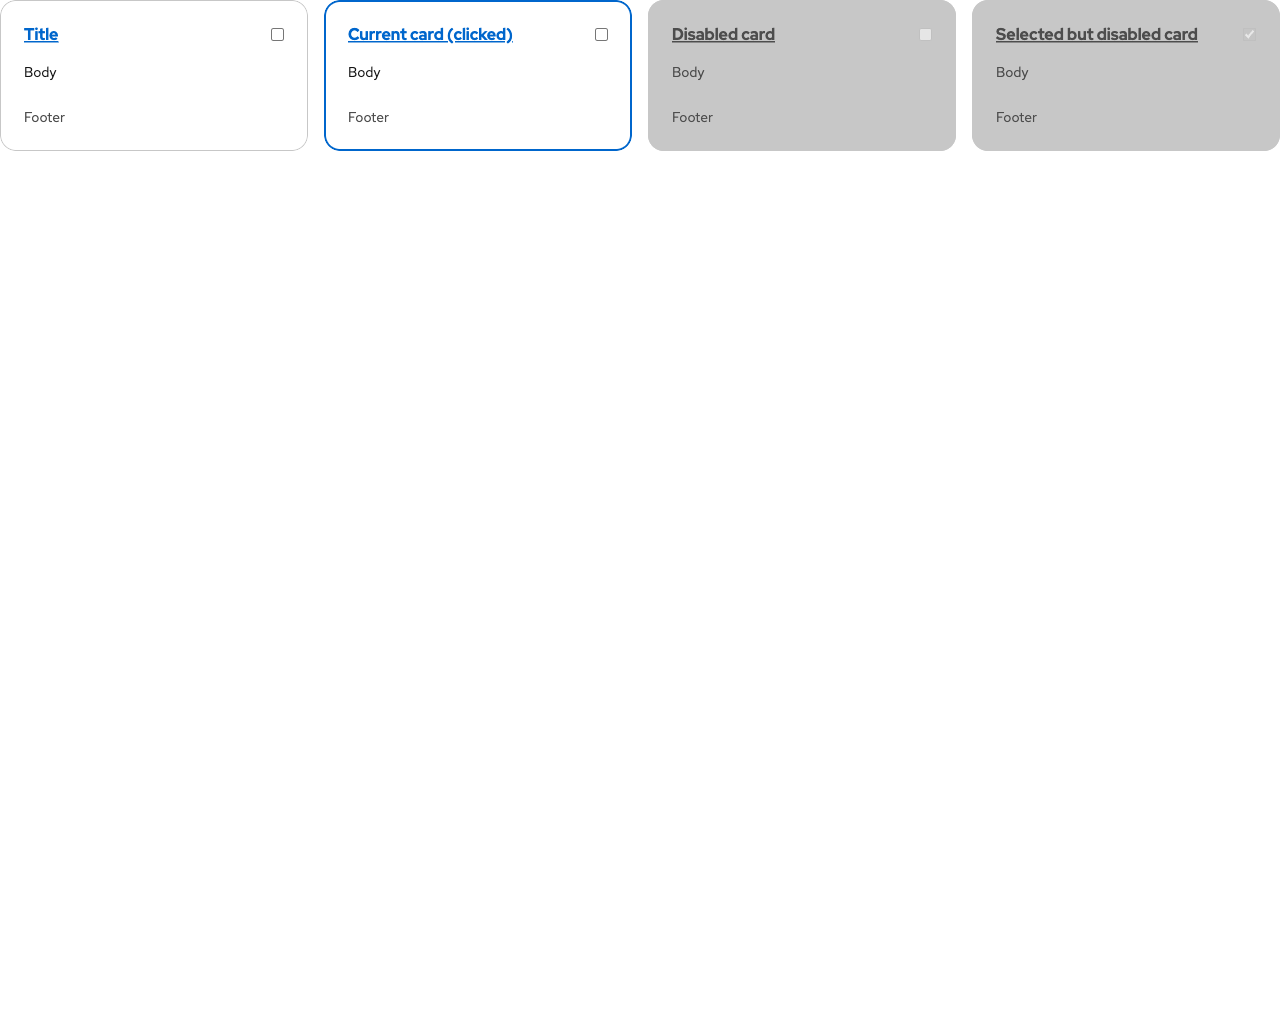 Title
Body
Footer
Current card (clicked)
Body
Footer
Disabled card
Body
Footer
Selected but disabled card
Body
Footer